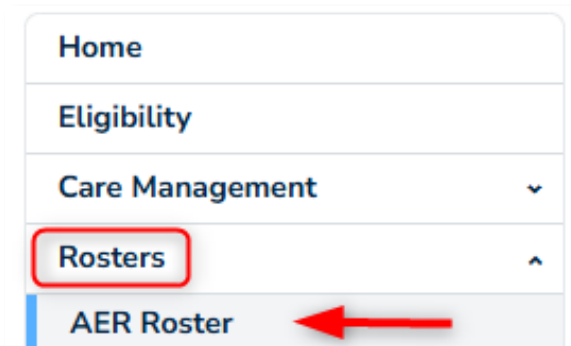 Home
Eligibility
Care Management
Rosters
AER Roster